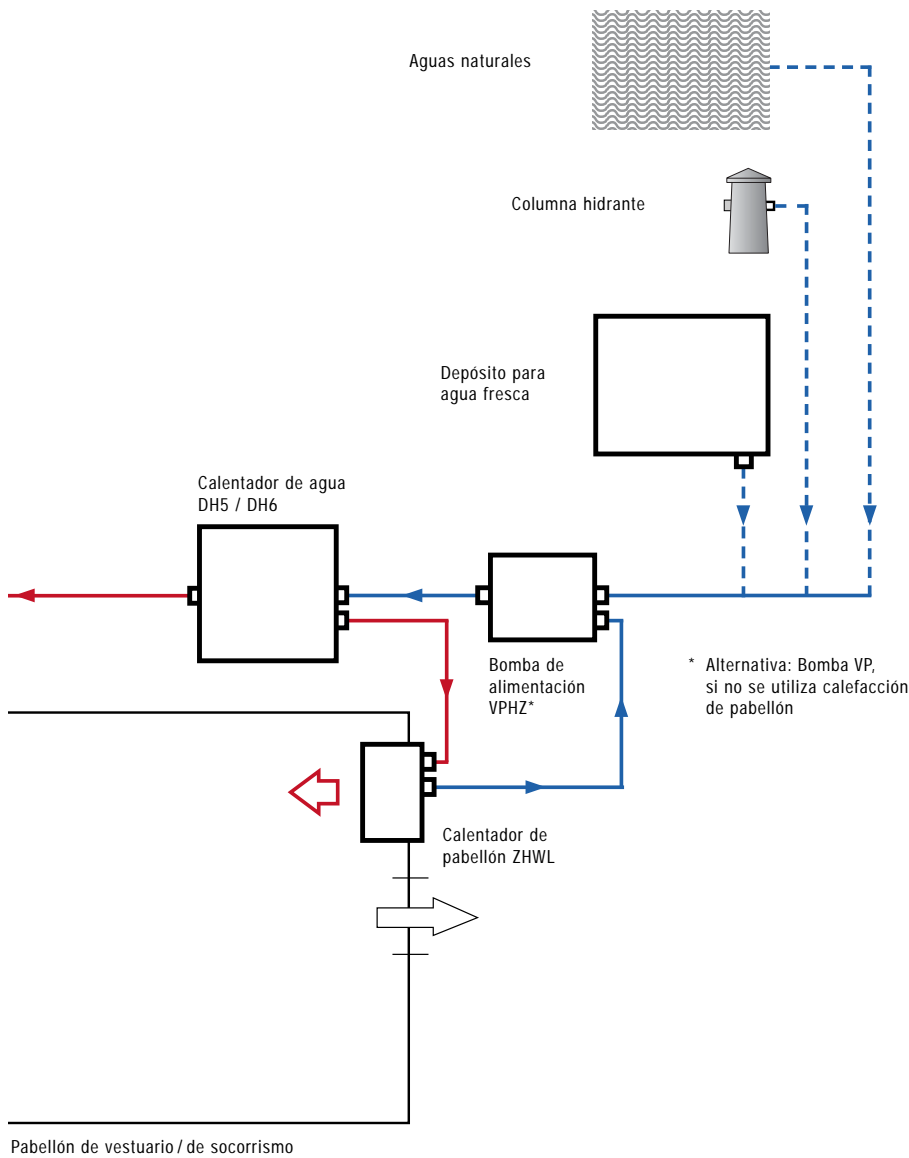 Aguas naturales
Columna hidrante
Depósito para
agua fresca
Calentador de agua
DH5 / DH6
Bomba de
alimentación
VPHZ*
* Alternativa: Bomba VP,
si no se utiliza calefacción
de pabellón
Calentador de
pabellón ZHWL
Pabellón de vestuario / de socorrismo